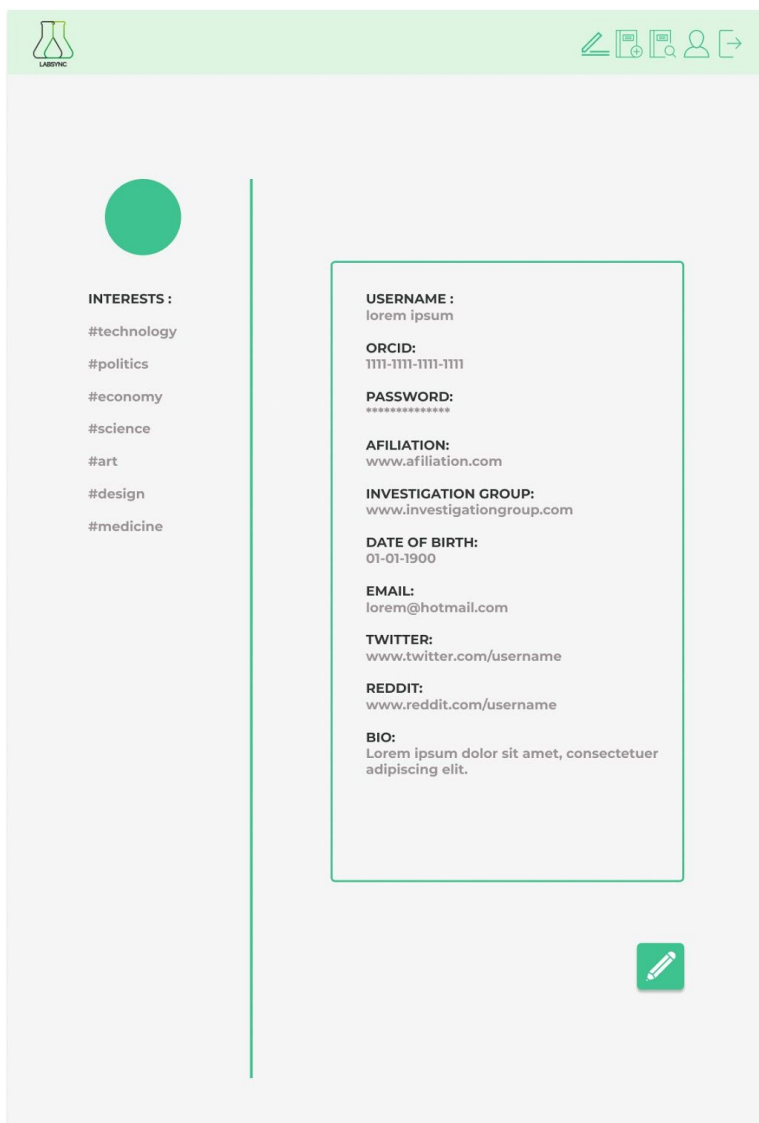 LABSYNC
INTERESTS :
#technology
#politics
#economy
#science
#art
#design
#medicine
USERNAME :
lorem ipsum
ORCID:
1111-1111-1111-1111
PASSWORD:
**************
AFILIATION:
www.afiliation.com
INVESTIGATION GROUP:
www.investigationgroup.com
DATE OF BIRTH:
01-01-1900
EMAIL:
lorem@hotmail.com
TWITTER:
www.twitter.com/username
REDDIT:
www.reddit.com/username
BIO:
Lorem ipsum dolor sit amet, consectetuer
adipiscing elit.